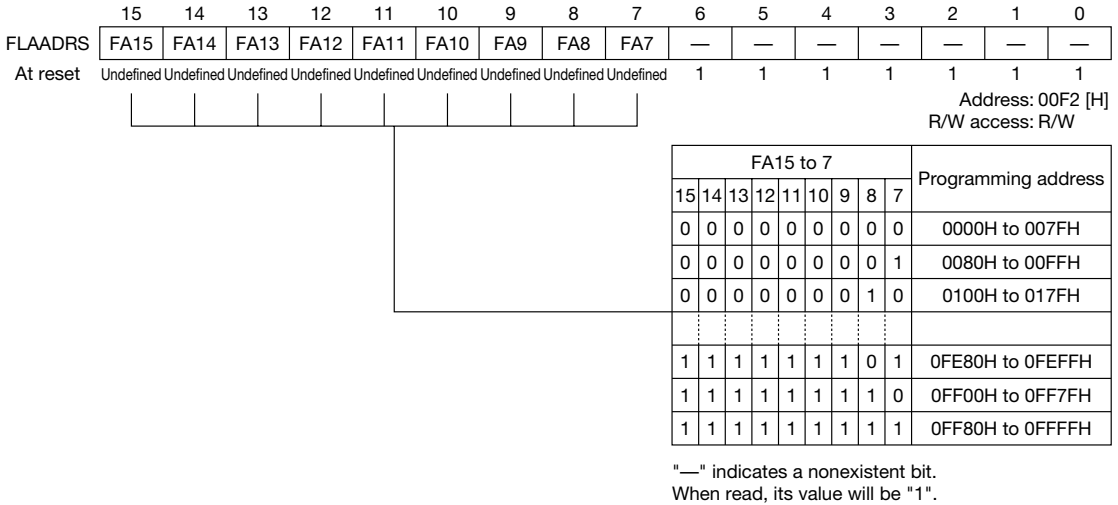 15 14 13 12 11 10 9 8 7 6 5 4 3 2 1 0
FLAADRS FA15 FA14 FA13 FA12 FA11 FA10 FA9 FA8 FA7 — — — — — — —
At reset Undefined Undefined Undefined Undefined Undefined Undefined Undefined Undefined Undefined 1 1 1 1 1 1 1
Address: 00F2 [H]
R/W access: R/W
FA15 to 7 Programming address
15 14 13 12 11 10 9 8 7
0 0 0 0 0 0 0 0 0 0000H to 007FH
0 0 0 0 0 0 0 0 1 0080H to 00FFH
0 0 0 0 0 0 0 1 0 0100H to 017FH
1 1 1 1 1 1 1 0 1 0FE80H to 0FEFFH
1 1 1 1 1 1 1 1 0 0FF00H to 0FF7FH
1 1 1 1 1 1 1 1 1 0FF80H to 0FFFFH
"—" indicates a nonexistent bit.
When read, its value will be "1".